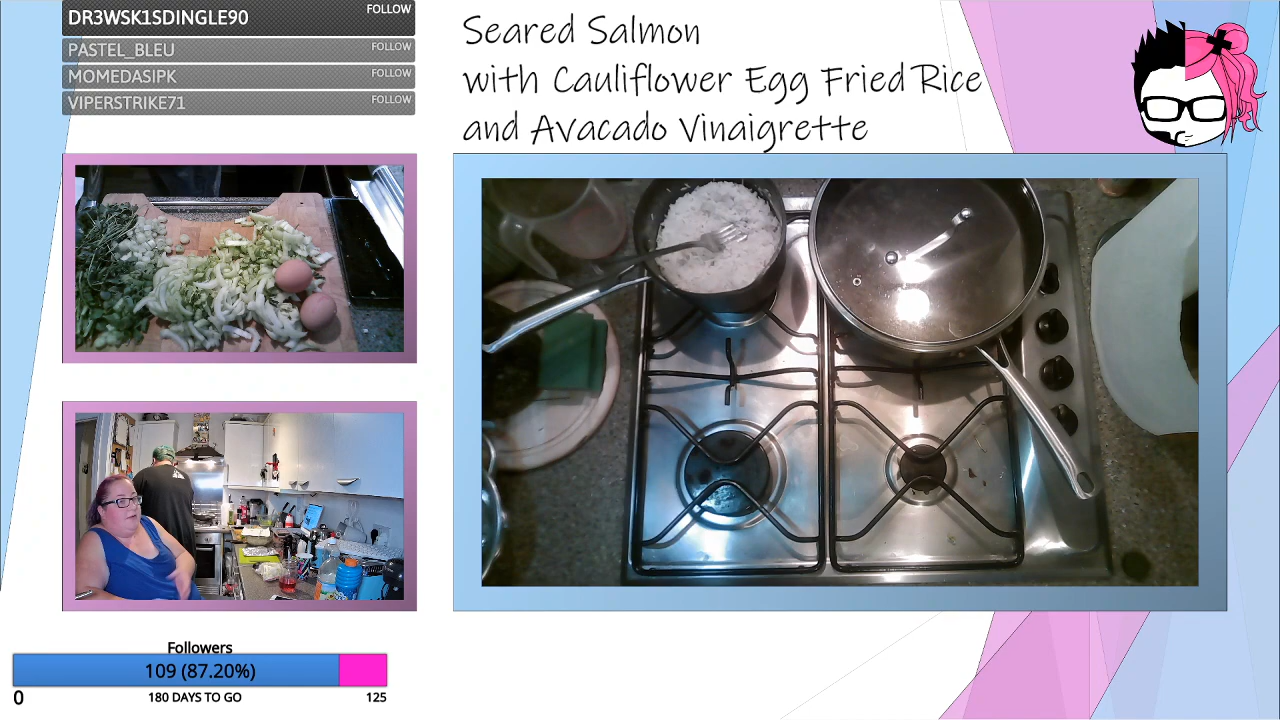 DR3WSK1SDINGLE90 FOLLOW
PASTEL_BLEU FOLLOW
MOMEDASIPK FOLLOW
VIPERSTRIKE71 FOLLOW
Seared Salmon
with Cauliflower Egg Fried Rice
and Avacado Vinaigrette
Followers
109 (87.20%)
0 180 DAYS TO GO 125